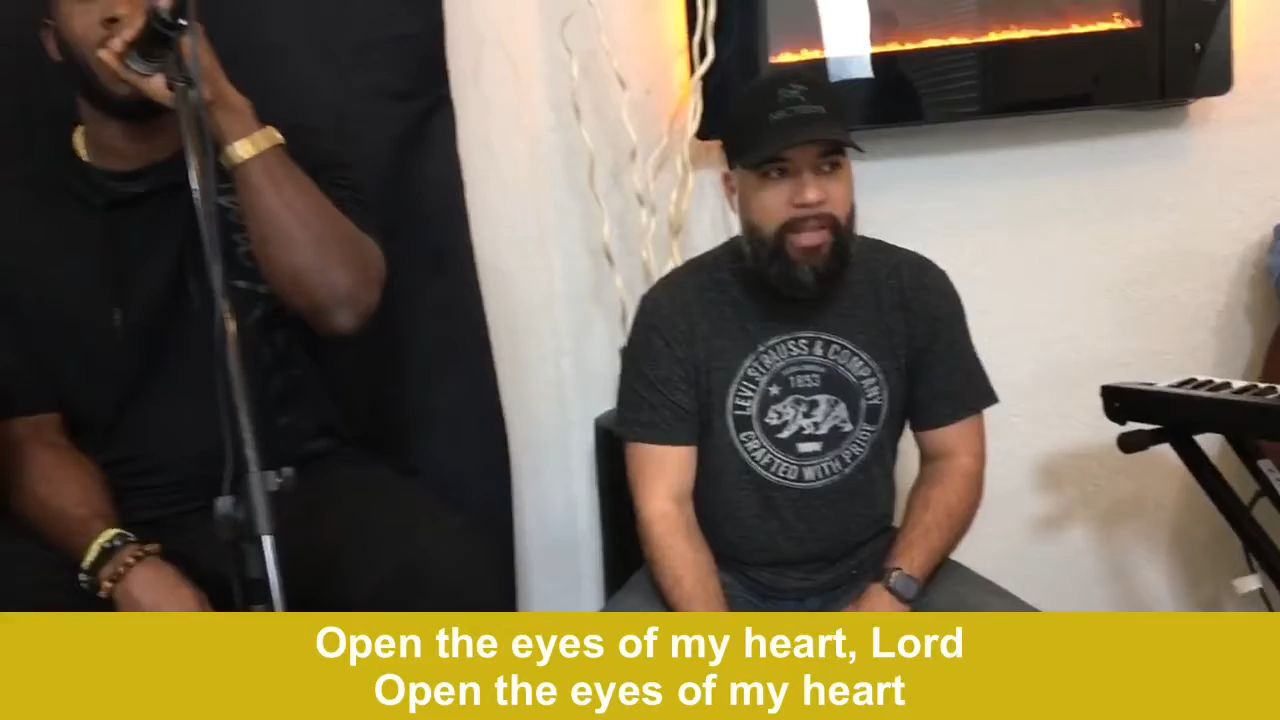 LEVI STRAUSS & COMPANY
1853
CRAFTED WITH PRIDE
Open the eyes of my heart, Lord
Open the eyes of my heart